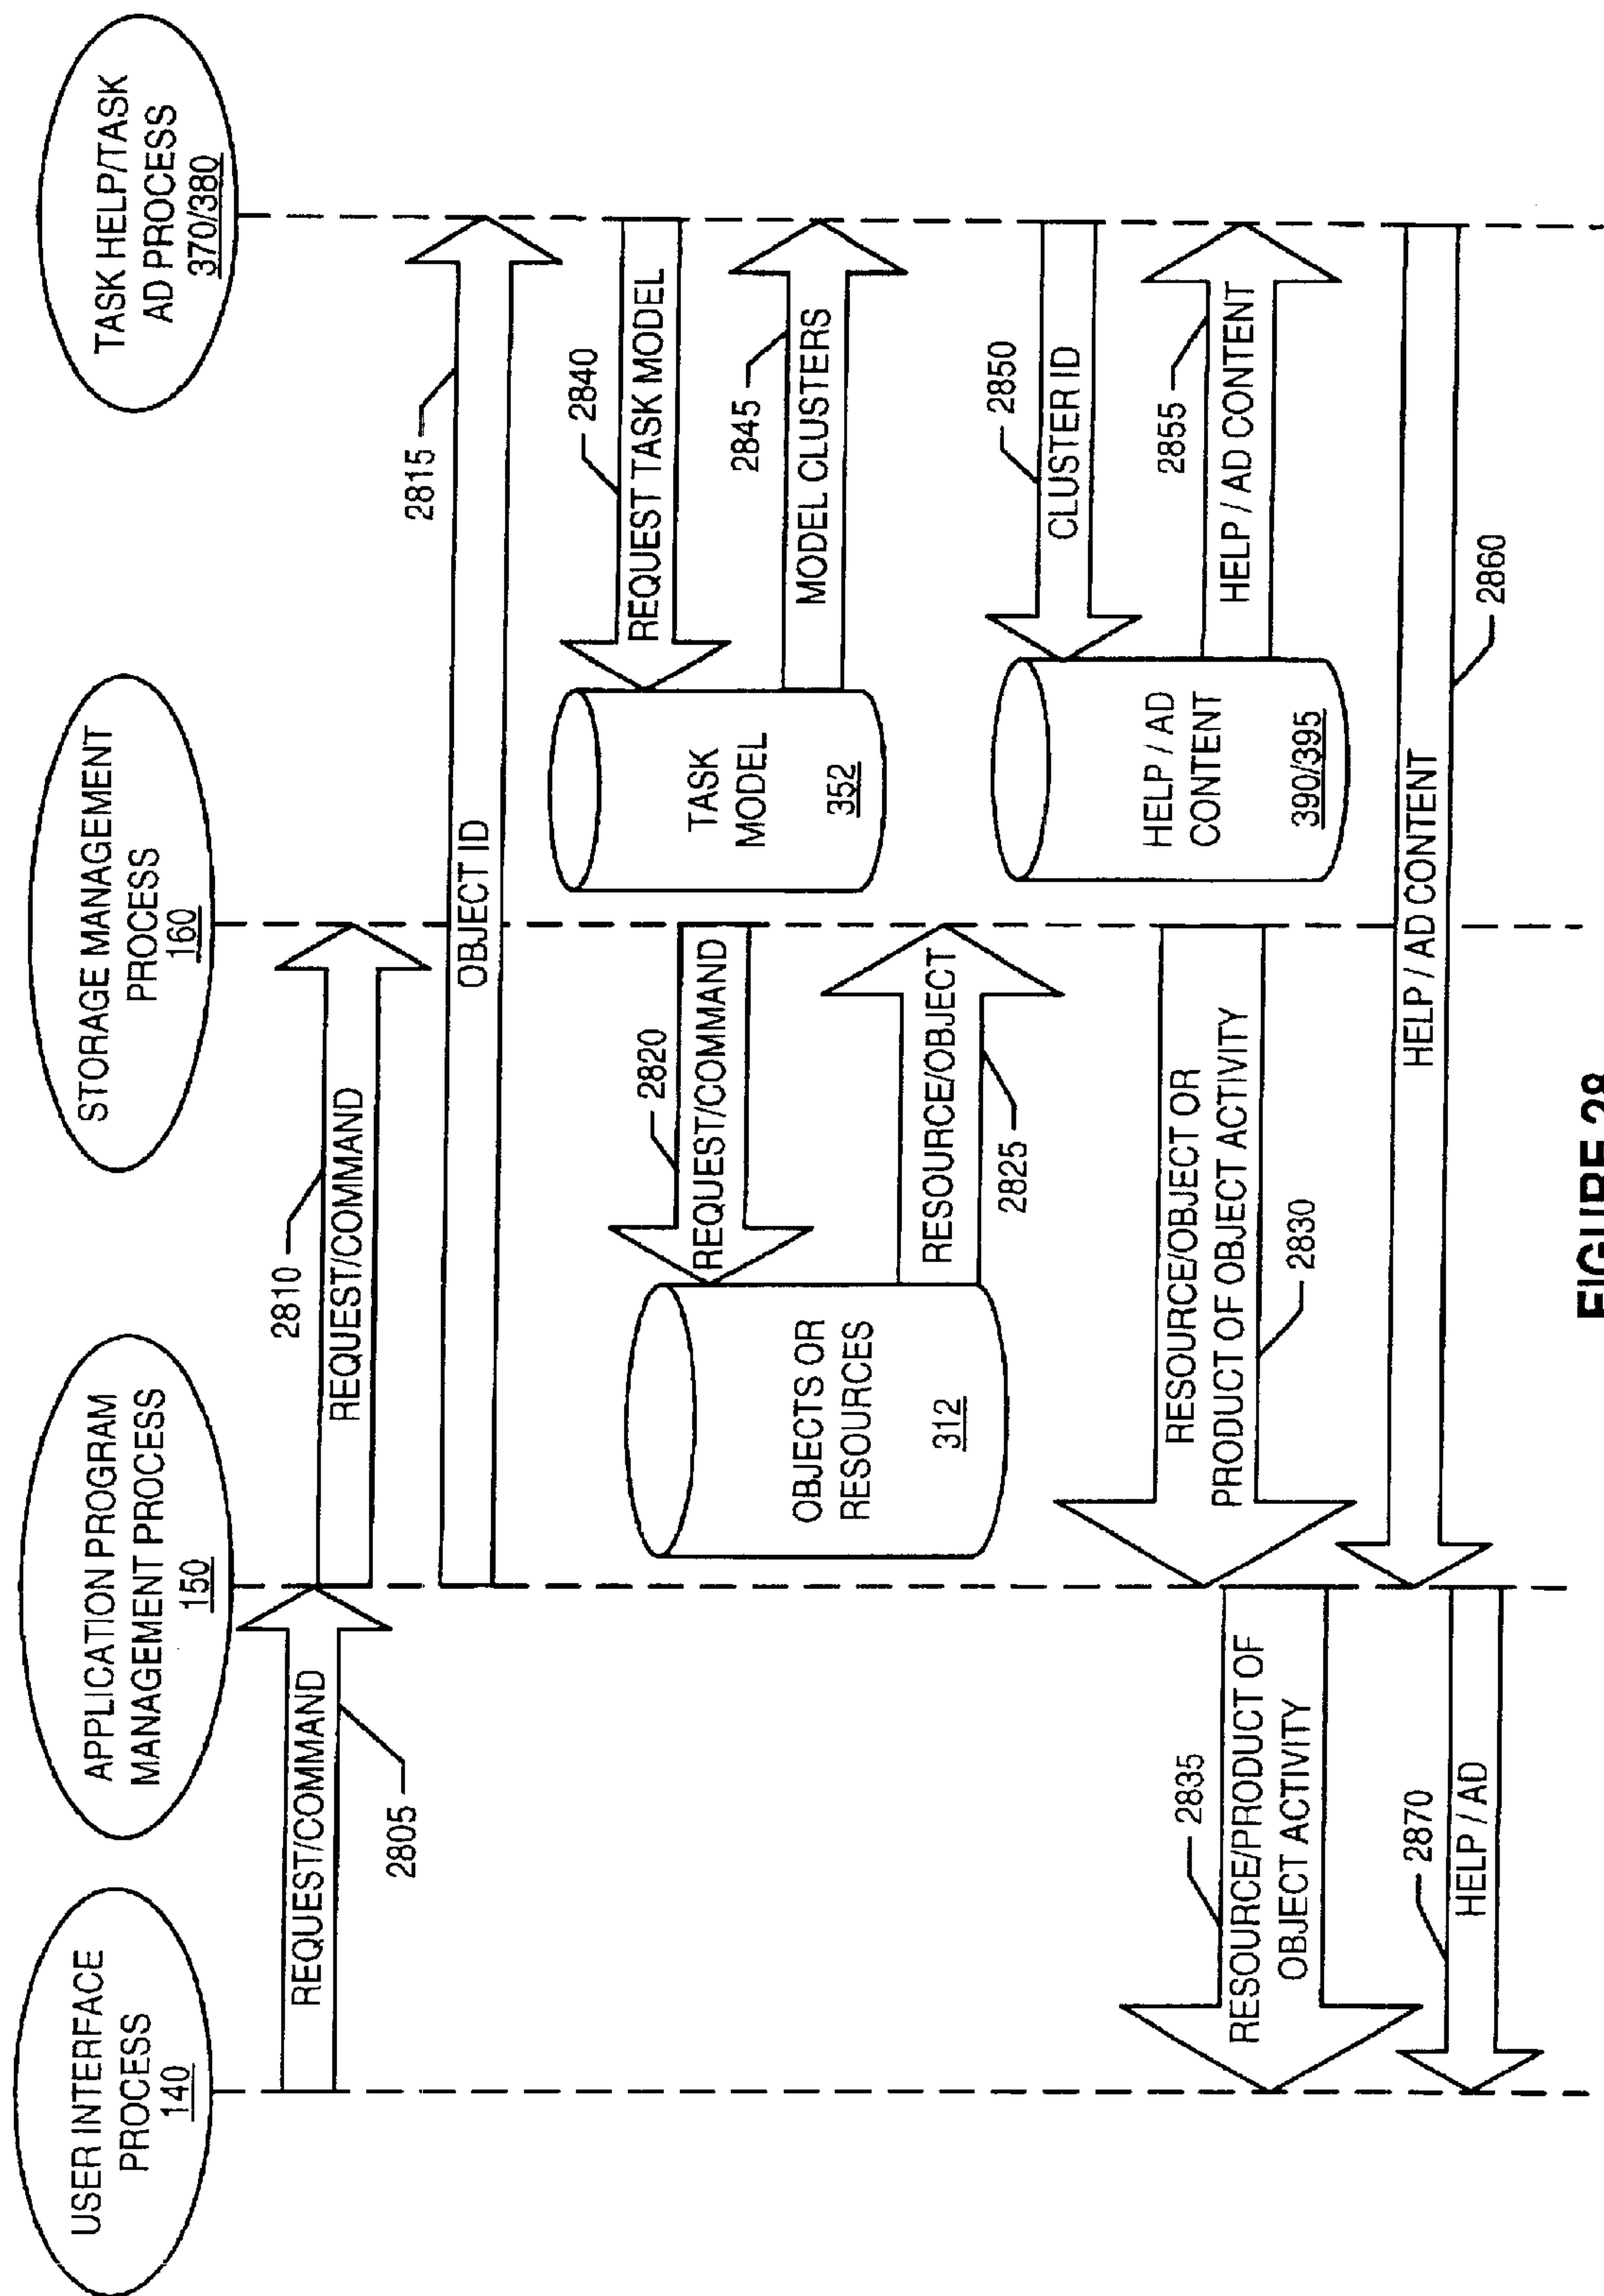 USER INTERFACE
PROCESS
140
APPLICATION PROGRAM
MANAGEMENT PROCESS
150
STORAGE MANAGEMENT
PROCESS
160
TASK HELP/TASK
AD PROCESS
370/380
REQUEST/COMMAND
2805
2810
REQUEST/COMMAND
2815
OBJECT ID
2820
REQUEST/COMMAND
OBJECTS OR
RESOURCES
312
RESOURCE/OBJECT
2825
2840
REQUEST TASK MODEL
TASK
MODEL
352
2845
MODEL CLUSTERS
2850
CLUSTER ID
HELP / AD
CONTENT
390/395
2855
HELP / AD CONTENT
RESOURCE/OBJECT OR
PRODUCT OF OBJECT ACTIVITY
2830
2835
RESOURCE/PRODUCT OF
OBJECT ACTIVITY
HELP / AD CONTENT
2860
2870
HELP / AD
FIGURE 28